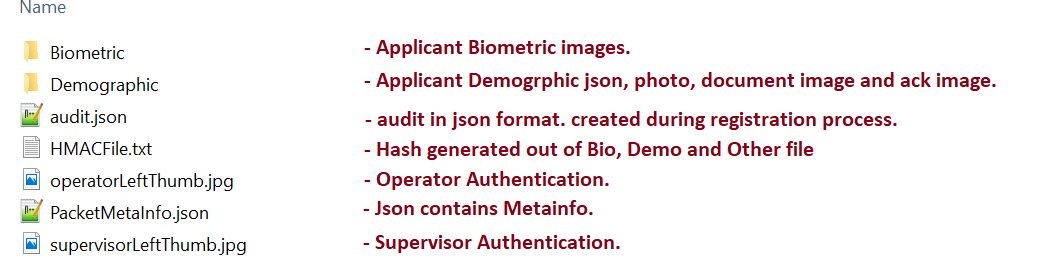 Name
Biometric - Applicant Biometric images.
Demographic - Applicant Demogrphic json, photo, document image and ack image.
audit.json - audit in json format. created during registration process.
HMACFile.txt - Hash generated out of Bio, Demo and Other file
operatorLeftThumb.jpg - Operator Authentication.
PacketMetaInfo.json - Json contains Metainfo.
supervisorLeftThumb.jpg - Supervisor Authentication.